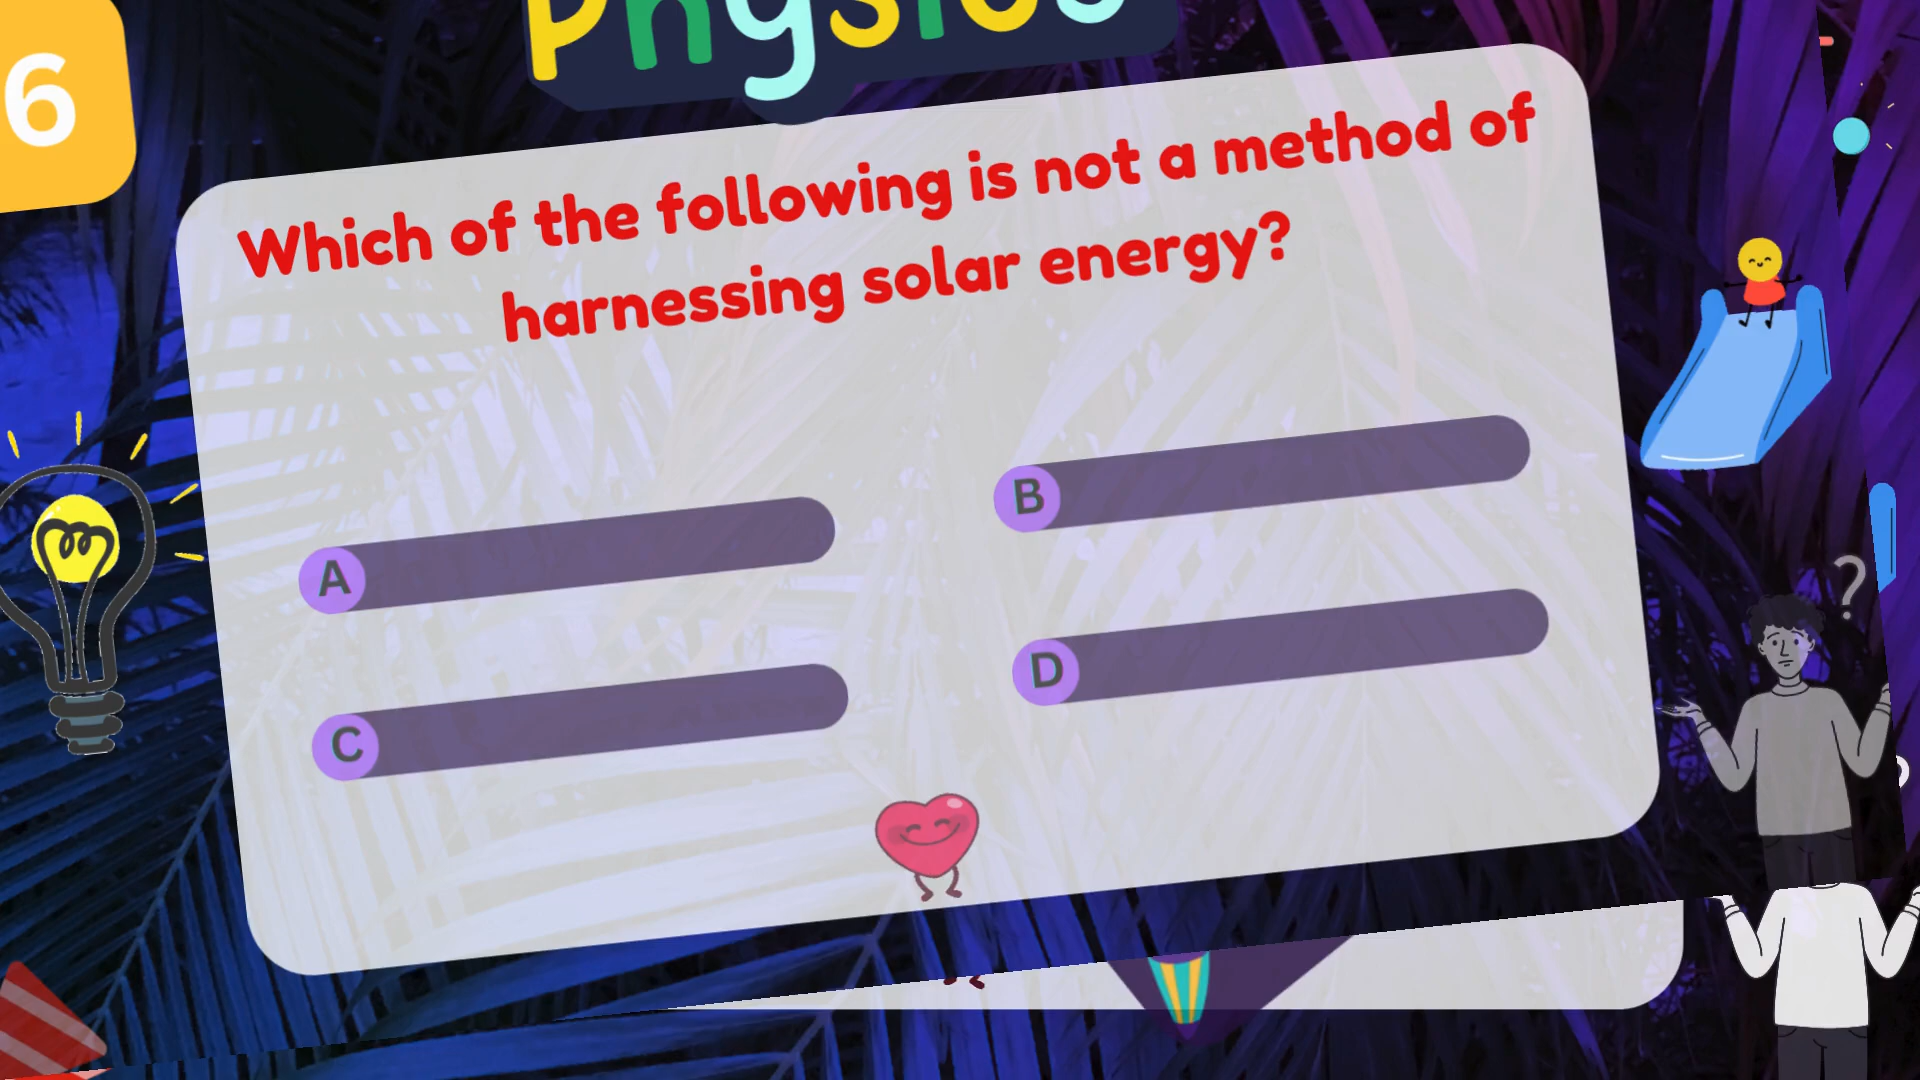 6
Physics
Which of the following is not a method of
harnessing solar energy?
A
B
C
D
?